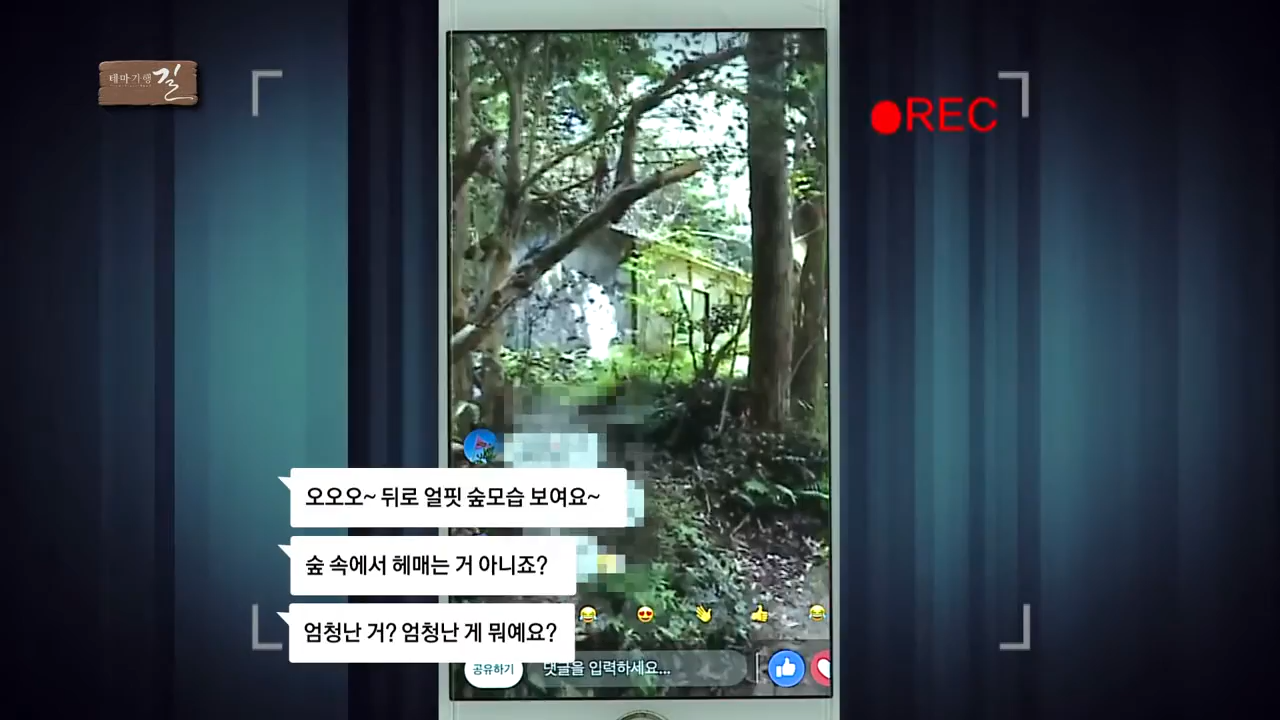 테마기행 길
REC
오오오~ 뒤로 얼핏 숲모습 보여요~
숲 속에서 헤매는 거 아니죠?
엄청난 거? 엄청난 게 뭐예요?
공유하기
댓글을 입력하세요...